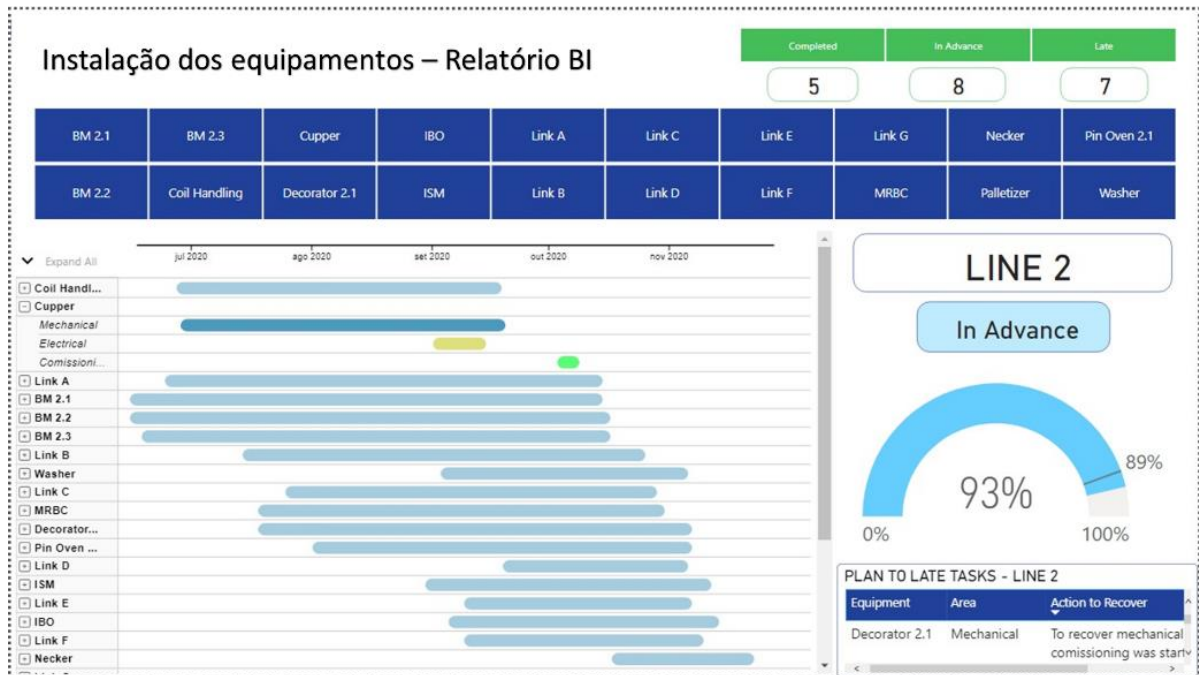 Instalação dos equipamentos – Relatório BI
Completed In Advance Late
5 8 7
BM 2.1 BM 2.3 Cupper IBO Link A Link C Link E Link G Necker Pin Oven 2.1
BM 2.2 Coil Handling Decorator 2.1 ISM Link B Link D Link F MRBC Palletizer Washer
Expand All
jul 2020 ago 2020 set 2020 out 2020 nov 2020
Coil Handl...
Cupper
Mechanical
Electrical
Comissioni...
Link A
BM 2.1
BM 2.2
BM 2.3
Link B
Washer
Link C
MRBC
Decorator...
Pin Oven ...
Link D
ISM
Link E
IBO
Link F
Necker
LINE 2
In Advance
89%
93%
0% 100%
PLAN TO LATE TASKS - LINE 2
Equipment Area Action to Recover
Decorator 2.1 Mechanical To recover mechanical
comissioning was start